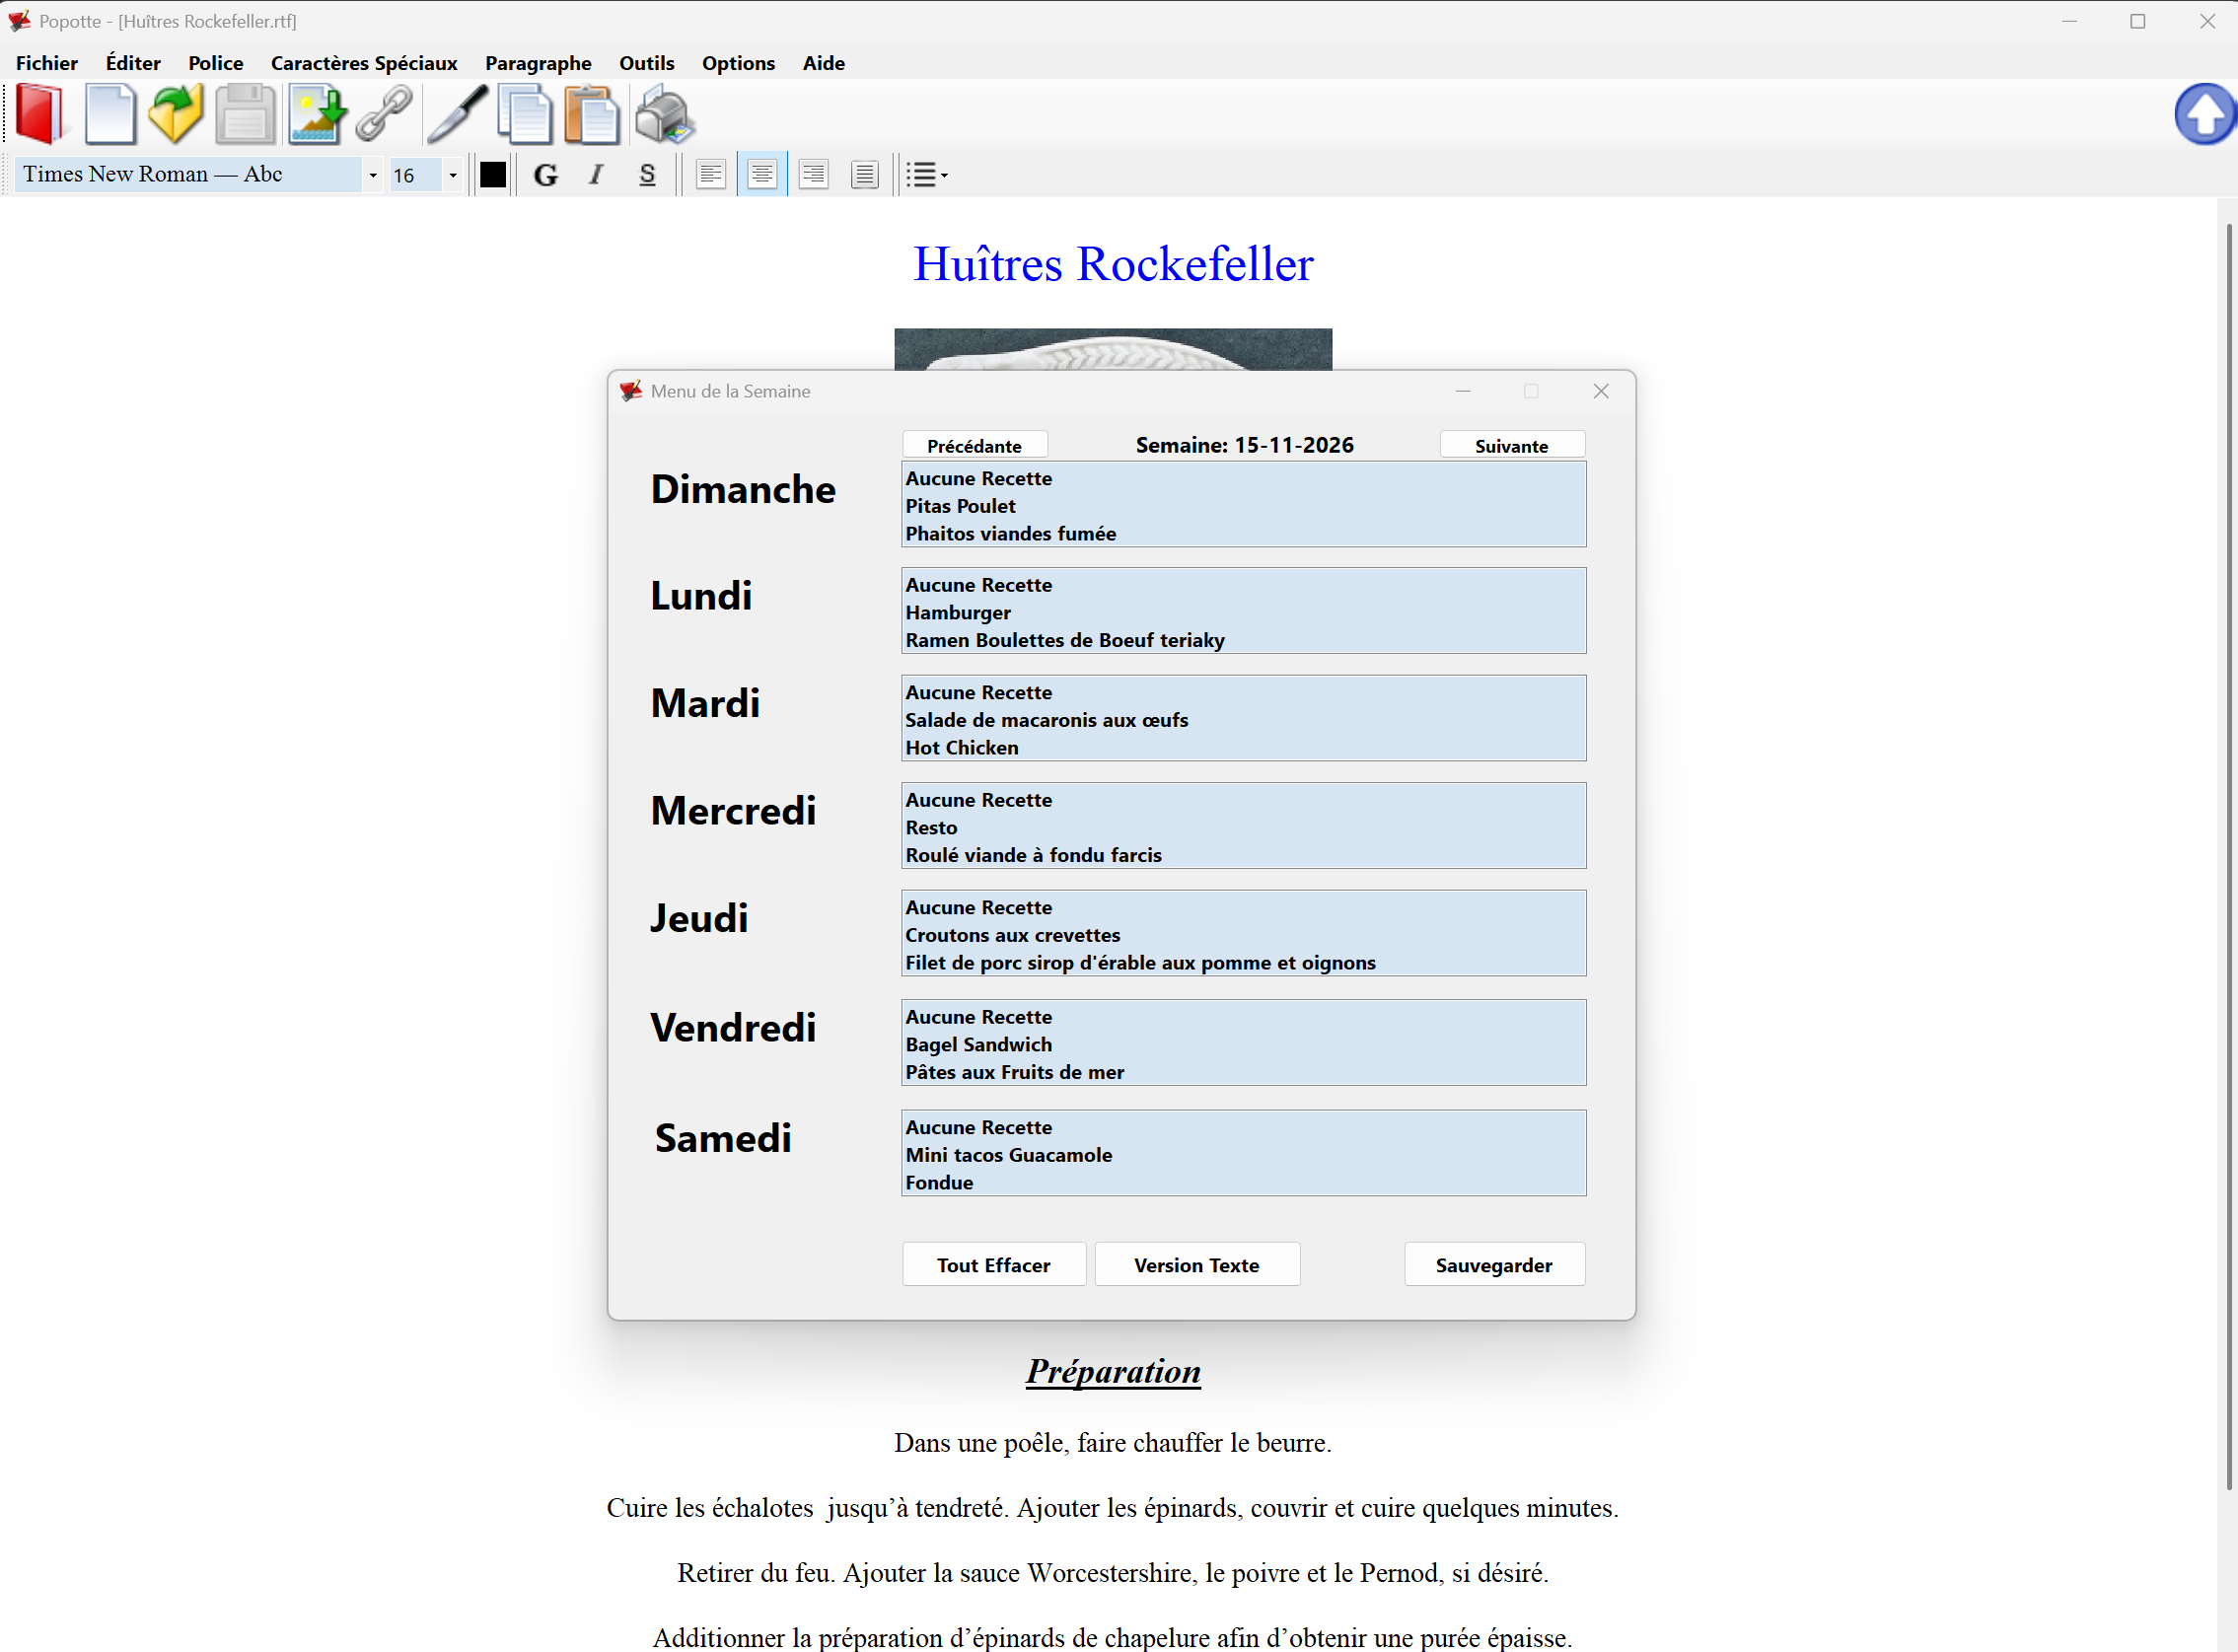 Popotte - [Huîtres Rockefeller.rtf]
Fichier Éditer Police Caractères Spéciaux Paragraphe Outils Options Aide
Times New Roman — Abc 16 G I S
Huîtres Rockefeller
Menu de la Semaine
Précédante Semaine: 15-11-2026 Suivante
Dimanche
Aucune Recette
Pitas Poulet
Phaitos viandes fumée
Lundi
Aucune Recette
Hamburger
Ramen Boulettes de Boeuf teriaky
Mardi
Aucune Recette
Salade de macaronis aux œufs
Hot Chicken
Mercredi
Aucune Recette
Resto
Roulé viande à fondu farcis
Jeudi
Aucune Recette
Croutons aux crevettes
Filet de porc sirop d'érable aux pomme et oignons
Vendredi
Aucune Recette
Bagel Sandwich
Pâtes aux Fruits de mer
Samedi
Aucune Recette
Mini tacos Guacamole
Fondue
Tout Effacer Version Texte Sauvegarder
Préparation
Dans une poêle, faire chauffer le beurre.
Cuire les échalotes  jusqu’à tendreté. Ajouter les épinards, couvrir et cuire quelques minutes.
Retirer du feu. Ajouter la sauce Worcestershire, le poivre et le Pernod, si désiré.
Additionner la préparation d’épinards de chapelure afin d’obtenir une purée épaisse.